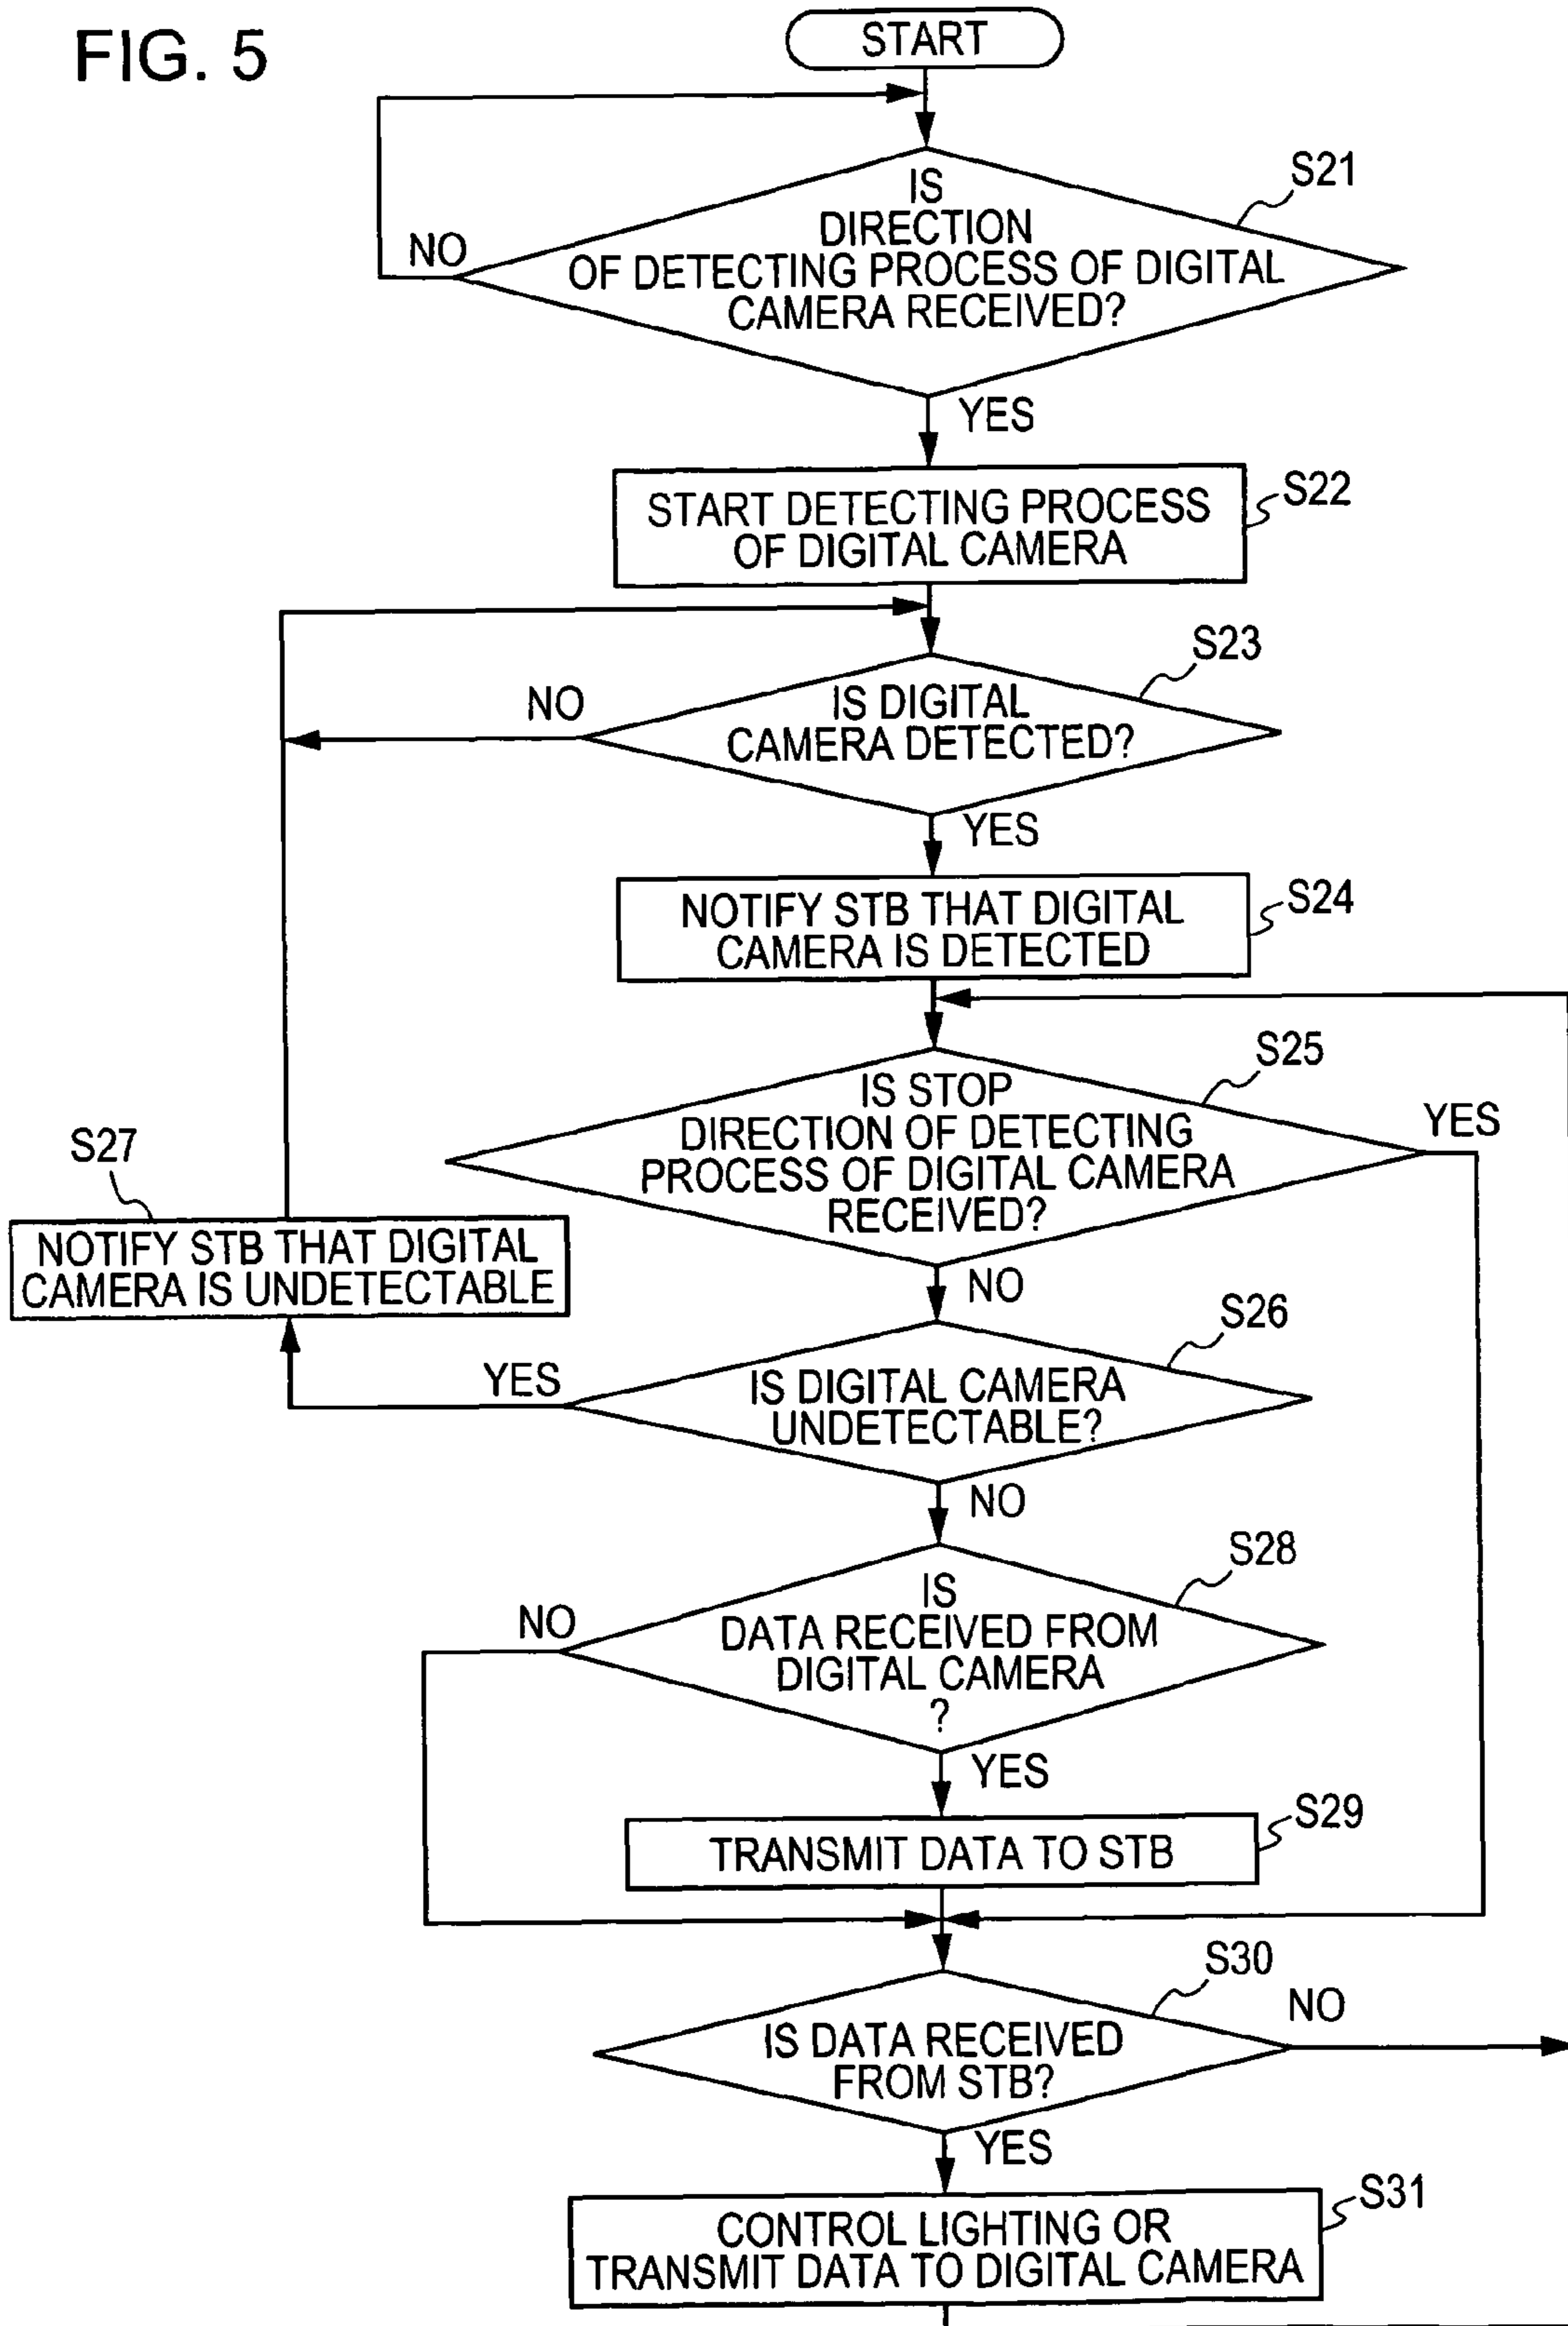 FIG. 5
START
S21
IS
DIRECTION
OF DETECTING PROCESS OF DIGITAL
CAMERA RECEIVED?
NO
YES
S22
START DETECTING PROCESS
OF DIGITAL CAMERA
S23
IS DIGITAL
CAMERA DETECTED?
NO
YES
S24
NOTIFY STB THAT DIGITAL
CAMERA IS DETECTED
S25
IS STOP
DIRECTION OF DETECTING
PROCESS OF DIGITAL CAMERA
RECEIVED?
YES
NO
S27
NOTIFY STB THAT DIGITAL
CAMERA IS UNDETECTABLE
S26
IS DIGITAL CAMERA
UNDETECTABLE?
YES
NO
S28
IS
DATA RECEIVED FROM
DIGITAL CAMERA
?
NO
YES
S29
TRANSMIT DATA TO STB
S30
IS DATA RECEIVED
FROM STB?
NO
YES
S31
CONTROL LIGHTING OR
TRANSMIT DATA TO DIGITAL CAMERA